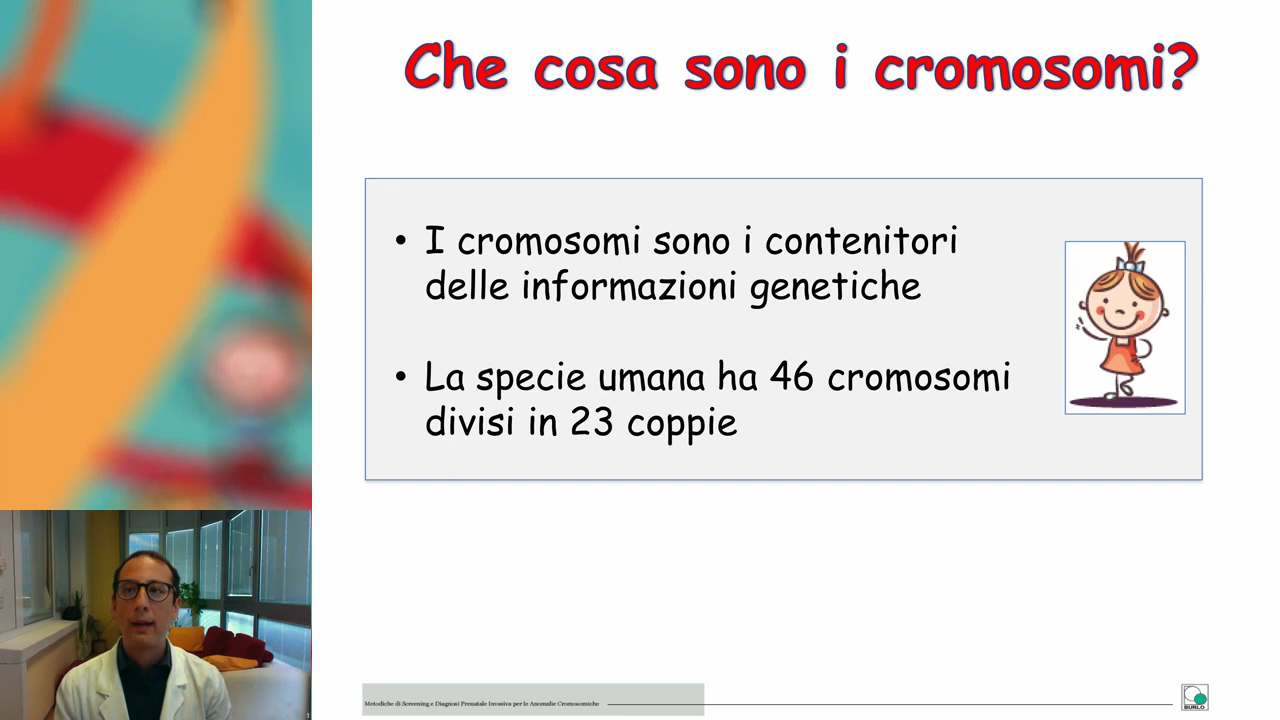 Che cosa sono i cromosomi?
• I cromosomi sono i contenitori
delle informazioni genetiche
• La specie umana ha 46 cromosomi
divisi in 23 coppie
Metodiche di Screening e Diagnosi Prenatale Invasiva per le Anomalie Cromosomiche
BURLO